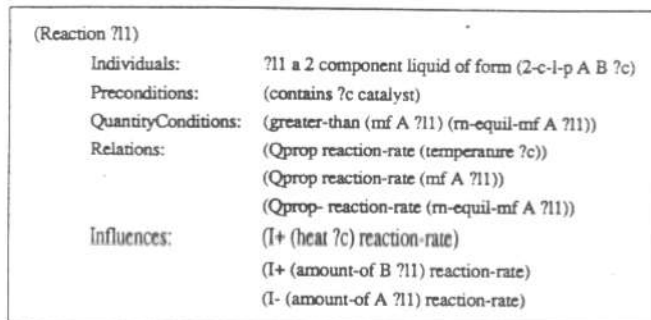 (Reaction ?l1)
Individuals: ?l1 a 2 component liquid of form (2-c-l-p A B ?c)
Preconditions: (contains ?c catalyst)
QuantityConditions: (greater-than (mf A ?l1) (rn-equil-mf A ?l1))
Relations: (Qprop reaction-rate (temperature ?c))
(Qprop reaction-rate (mf A ?l1))
(Qprop- reaction-rate (rn-equil-mf A ?l1))
Influences: (I+ (heat ?c) reaction-rate)
(I+ (amount-of B ?l1) reaction-rate)
(I- (amount-of A ?l1) reaction-rate)